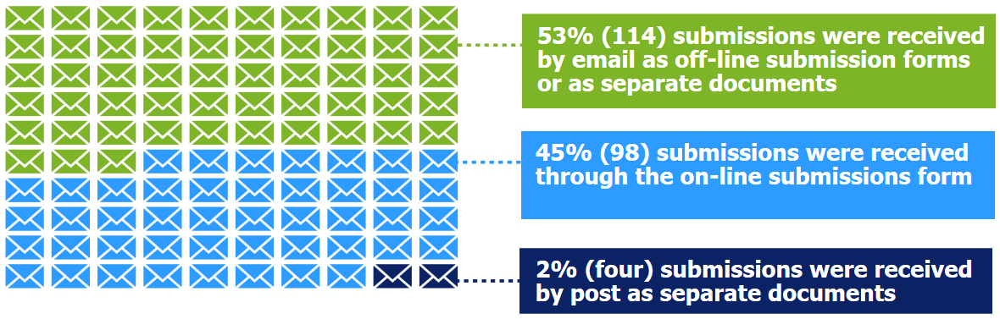 53% (114) submissions were received
by email as off-line submission forms
or as separate documents
45% (98) submissions were received
through the on-line submissions form
2% (four) submissions were received
by post as separate documents